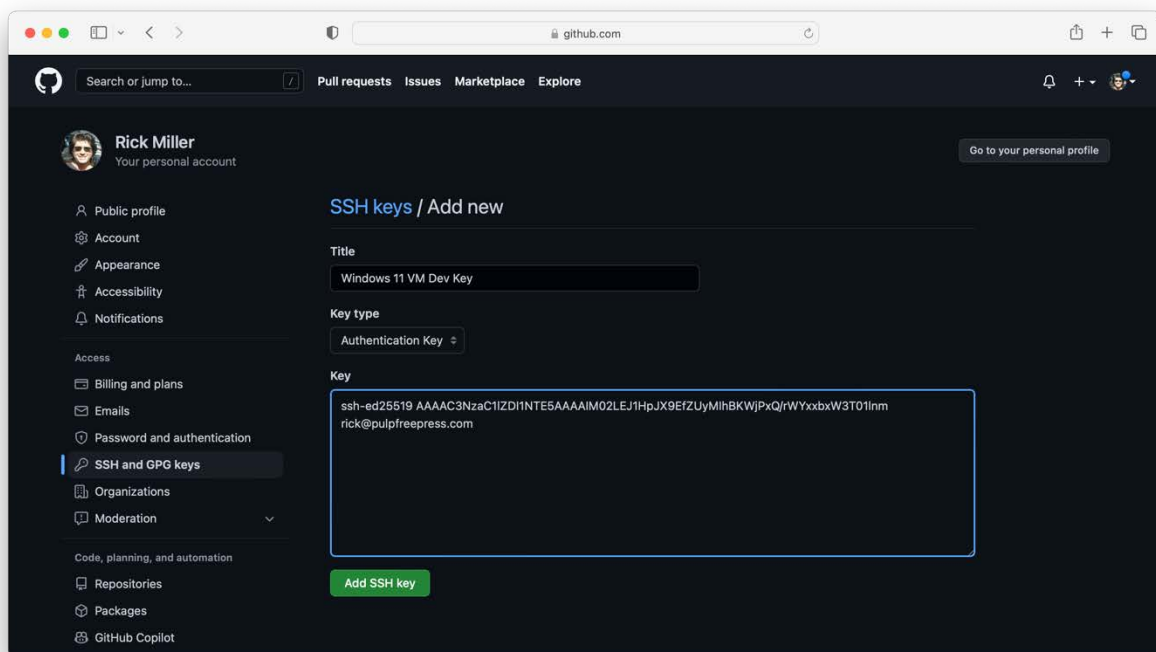 github.com
Search or jump to... /
Pull requests Issues Marketplace Explore
Rick Miller
Your personal account
Go to your personal profile
Public profile
Account
Appearance
Accessibility
Notifications
Access
Billing and plans
Emails
Password and authentication
SSH and GPG keys
Organizations
Moderation
Code, planning, and automation
Repositories
Packages
GitHub Copilot
SSH keys / Add new
Title
Windows 11 VM Dev Key
Key type
Authentication Key
Key
ssh-ed25519 AAAAC3NzaC1lZDI1NTE5AAAAIM02LEJ1HpJX9EfZUyMlhBKWjPxQ/rWYxxbxW3T01lnm
rick@pulpfreepress.com
Add SSH key